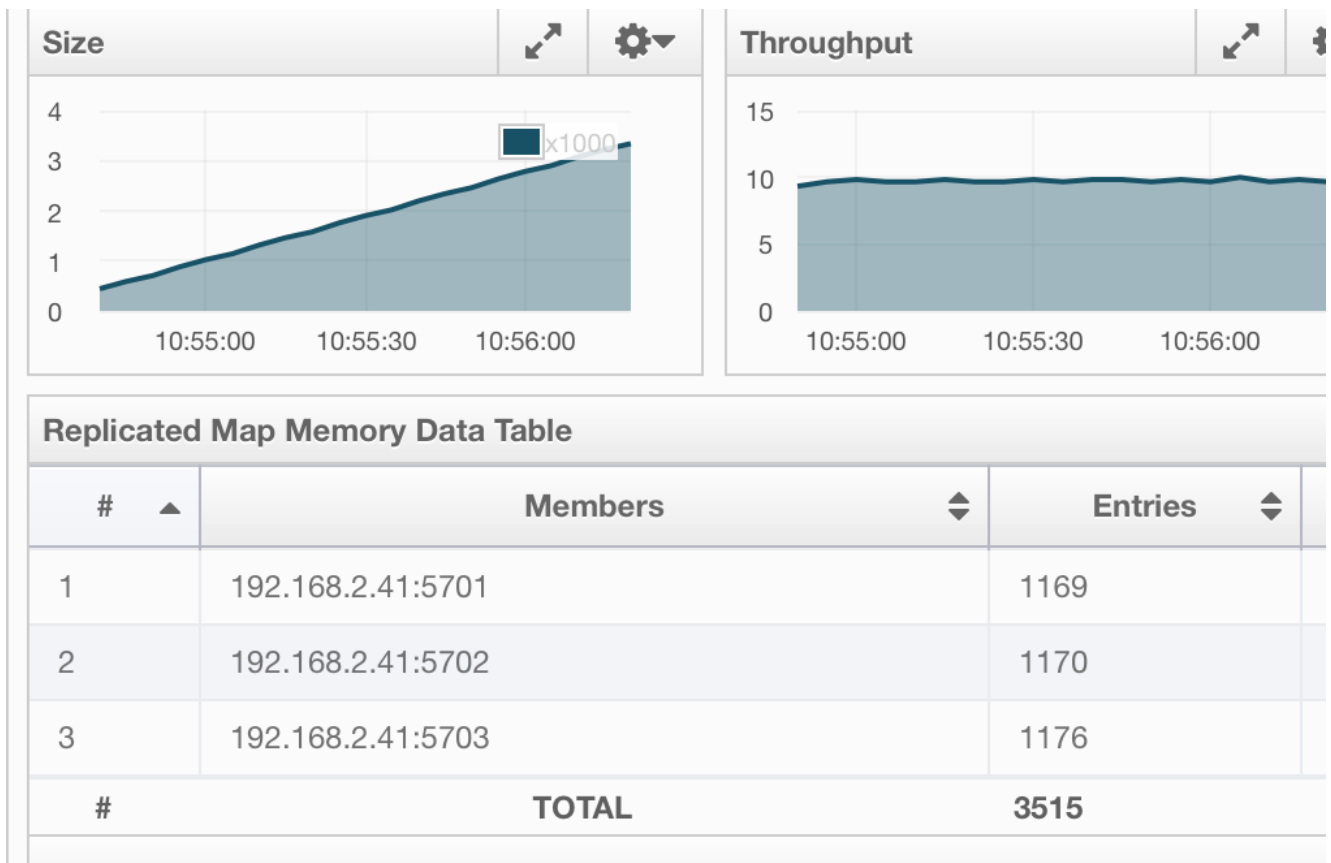 Size
4
3
2
1
0
x1000
10:55:00 10:55:30 10:56:00
Throughput
15
10
5
0
10:55:00 10:55:30 10:56:00
Replicated Map Memory Data Table
# Members Entries
1 192.168.2.41:5701 1169
2 192.168.2.41:5702 1170
3 192.168.2.41:5703 1176
# TOTAL 3515